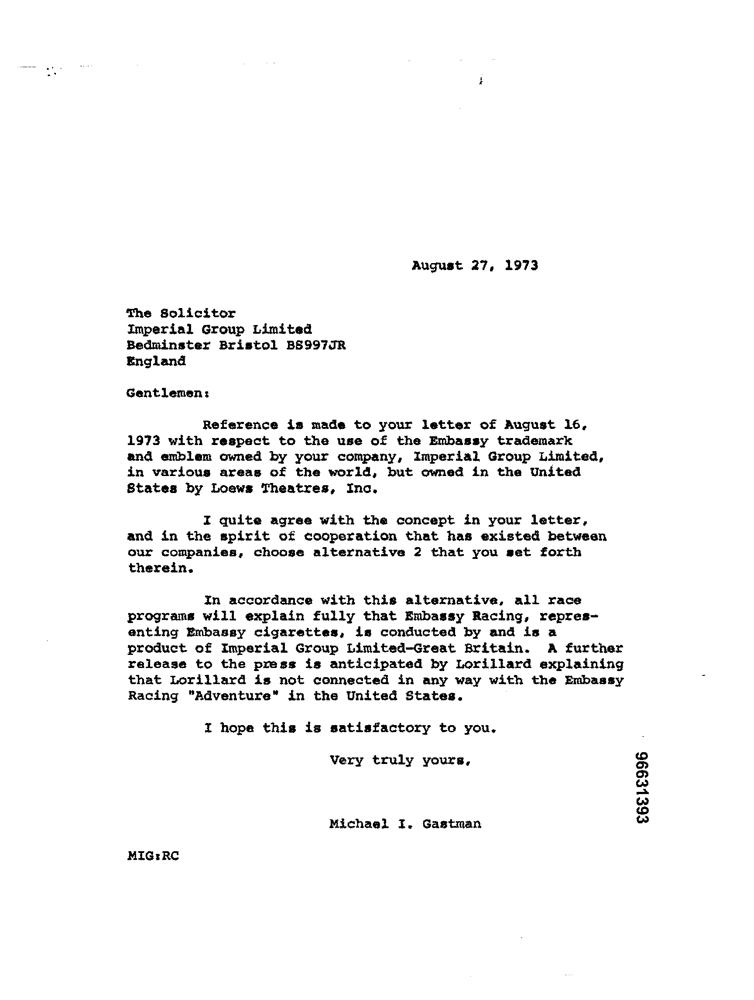 August 27, 1973
The Solicitor
Imperial Group Limited
Bedminster Bristol BS997JR
England
Gentlemen:
Reference is made to your letter of August 16,
1973 with respect to the use of the Embassy trademark
and emblem owned by your company, Imperial Group Limited,
in various areas of the world, but owned in the United
States by Loews Theatres, Inc.
I quite agree with the concept in your letter,
and in the spirit of cooperation that has existed between
our companies, choose alternative 2 that you set forth
therein.
In accordance with this alternative, all race
programs will explain fully that Embassy Racing, repres-
enting Embassy cigarettes, is conducted by and is a
product of Imperial Group Limited-Great Britain. A further
release to the press is anticipated by Lorillard explaining
that Lorillard is not connected in any way with the Embassy
Racing "Adventure" in the United States.
I hope this is satisfactory to you.
Very truly yours,
Michael I. Gastman
MIG:RC
96631393